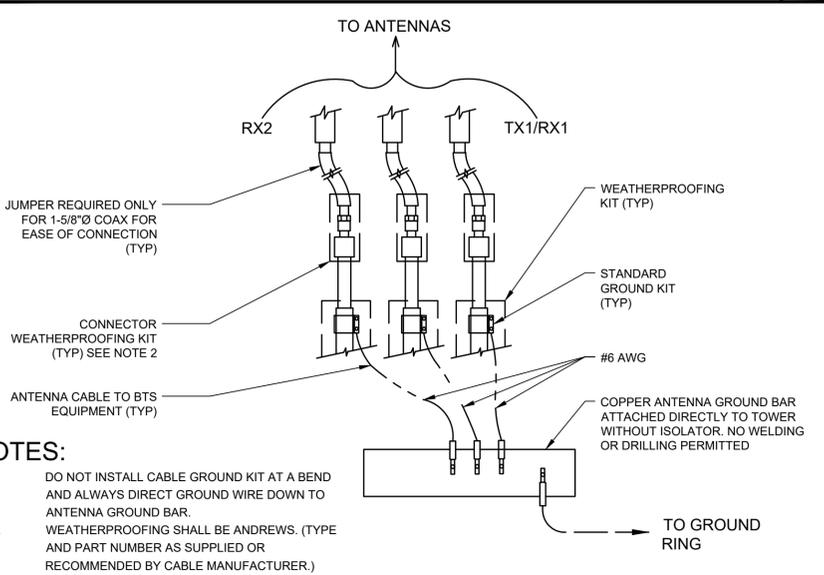 TO ANTENNAS
RX2
TX1/RX1
JUMPER REQUIRED ONLY
FOR 1-5/8"Ø COAX FOR
EASE OF CONNECTION
(TYP)
WEATHERPROOFING
KIT (TYP)
STANDARD
GROUND KIT
(TYP)
CONNECTOR
WEATHERPROOFING KIT
(TYP) SEE NOTE 2
#6 AWG
ANTENNA CABLE TO BTS
EQUIPMENT (TYP)
COPPER ANTENNA GROUND BAR
ATTACHED DIRECTLY TO TOWER
WITHOUT ISOLATOR. NO WELDING
OR DRILLING PERMITTED
OTES:
DO NOT INSTALL CABLE GROUND KIT AT A BEND
AND ALWAYS DIRECT GROUND WIRE DOWN TO
ANTENNA GROUND BAR.
WEATHERPROOFING SHALL BE ANDREWS. (TYPE
AND PART NUMBER AS SUPPLIED OR
RECOMMENDED BY CABLE MANUFACTURER.)
TO GROUND
RING